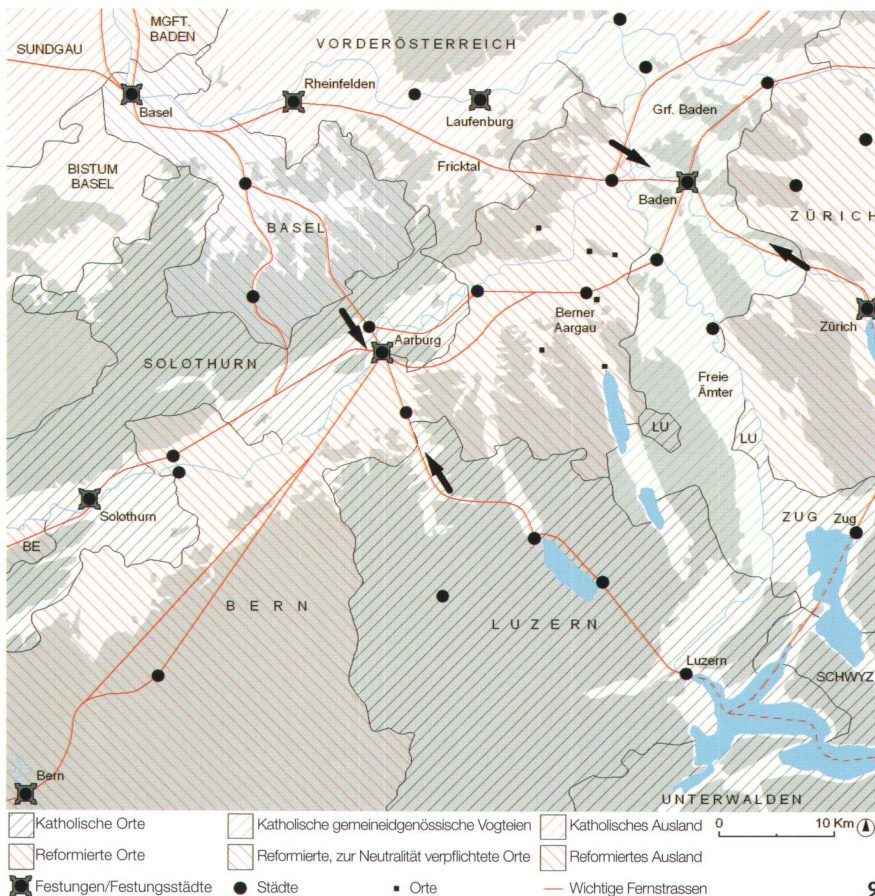 MGFT.
BADEN
SUNDGAU
VORDERÖSTERREICH
Rheinfelden
Basel
Laufenburg
Grf. Baden
Fricktal
BISTUM
BASEL
Baden
ZÜRICH
BASEL
Berner
Aargau
Aarburg
Zürich
SOLOTHURN
Freie
Ämter
LU
LU
Solothurn
ZUG
Zug
BE
BERN
LUZERN
Luzern
SCHWYZ
Bern
UNTERWALDEN
Katholische Orte
Katholische gemeineidgenössische Vogteien
Katholisches Ausland
0 10 Km
Reformierte Orte
Reformierte, zur Neutralität verpflichtete Orte
Reformiertes Ausland
Festungen/Festungsstädte
Städte
Orte
Wichtige Fernstrassen